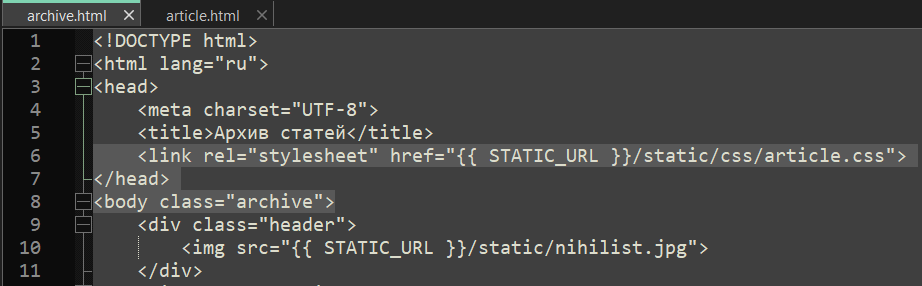 archive.html
article.html
1 <!DOCTYPE html>
2 <html lang="ru">
3 <head>
4 <meta charset="UTF-8">
5 <title>Архив статей</title>
6 <link rel="stylesheet" href="{{ STATIC_URL }}/static/css/article.css">
7 </head>
8 <body class="archive">
9 <div class="header">
10 <img src="{{ STATIC_URL }}/static/nihilist.jpg">
11 </div>